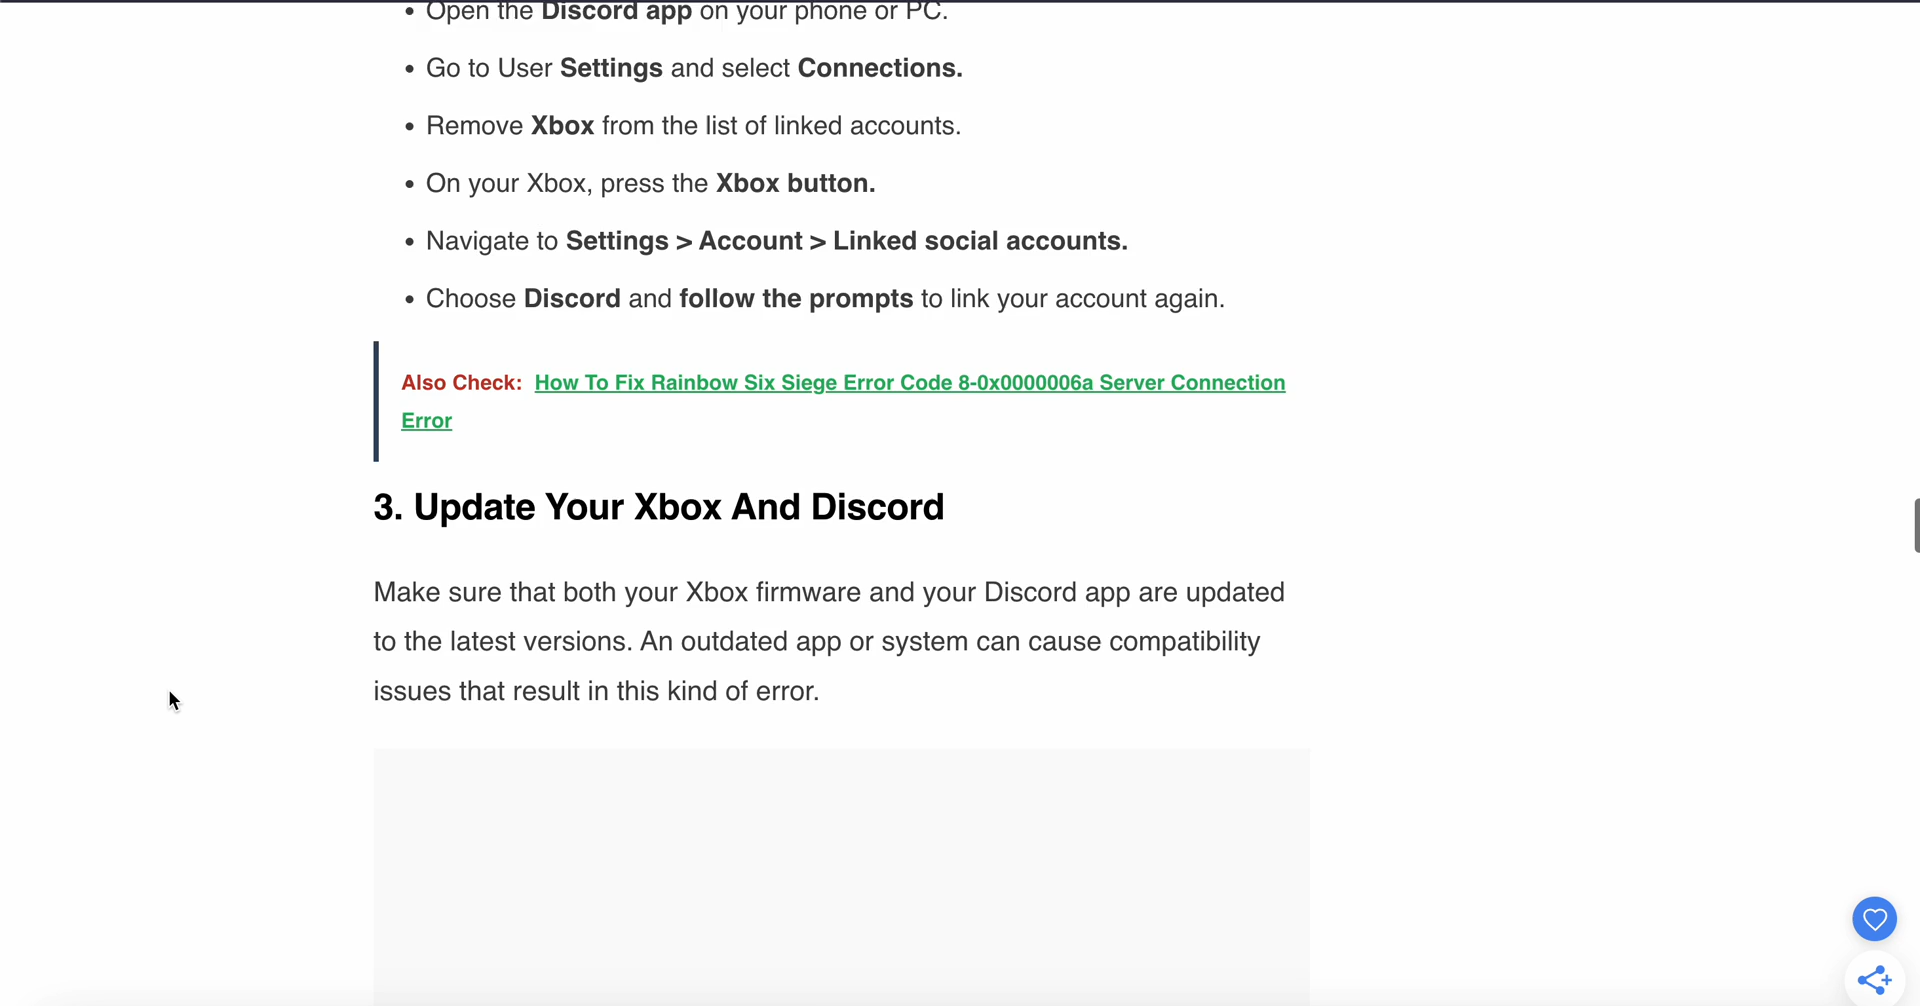 • Open the Discord app on your phone or PC.
• Go to User Settings and select Connections.
• Remove Xbox from the list of linked accounts.
• On your Xbox, press the Xbox button.
• Navigate to Settings > Account > Linked social accounts.
• Choose Discord and follow the prompts to link your account again.
Also Check: How To Fix Rainbow Six Siege Error Code 8-0x0000006a Server Connection
Error
3. Update Your Xbox And Discord
Make sure that both your Xbox firmware and your Discord app are updated
to the latest versions. An outdated app or system can cause compatibility
issues that result in this kind of error.